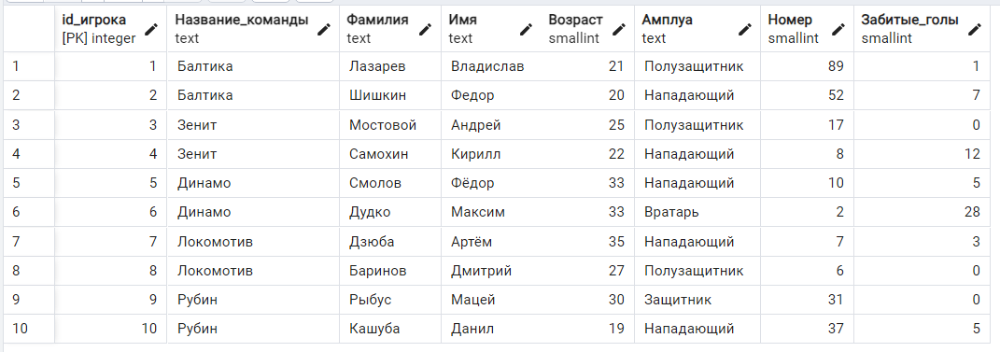 id_игрока Название_команды Фамилия Имя Возраст Амплуа Номер Забитые_голы
[PK] integer text text text smallint text smallint smallint
1 1 Балтика Лазарев Владислав 21 Полузащитник 89 1
2 2 Балтика Шишкин Федор 20 Нападающий 52 7
3 3 Зенит Мостовой Андрей 25 Полузащитник 17 0
4 4 Зенит Самохин Кирилл 22 Нападающий 8 12
5 5 Динамо Смолов Фёдор 33 Нападающий 10 5
6 6 Динамо Дудко Максим 33 Вратарь 2 28
7 7 Локомотив Дзюба Артём 35 Нападающий 7 3
8 8 Локомотив Баринов Дмитрий 27 Полузащитник 6 0
9 9 Рубин Рыбус Мацей 30 Защитник 31 0
10 10 Рубин Кашуба Данил 19 Нападающий 37 5